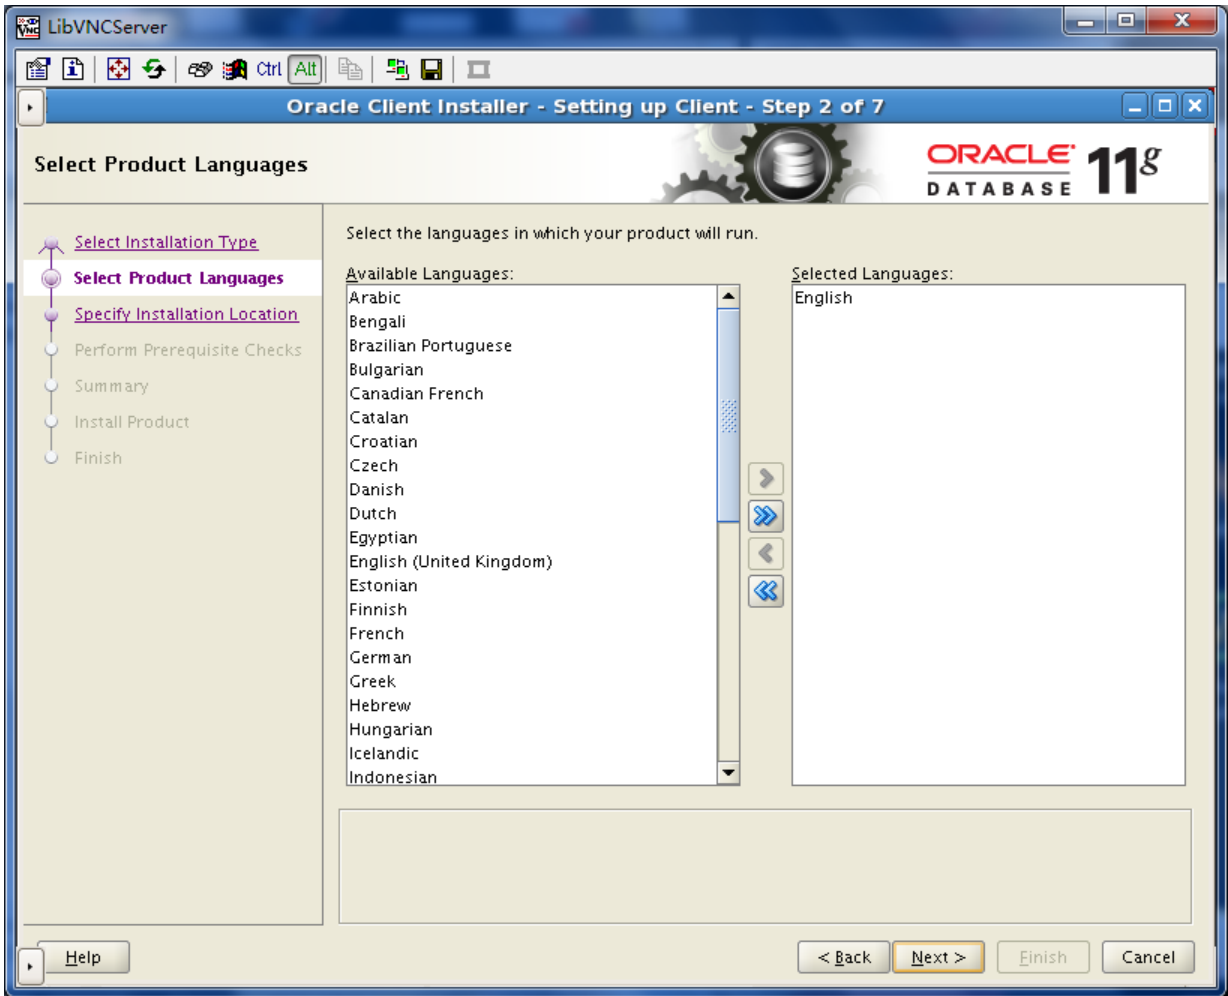 LibVNCServer
Ctrl Alt
Oracle Client Installer - Setting up Client - Step 2 of 7
Select Product Languages
ORACLE
DATABASE
11g
Select Installation Type
Select Product Languages
Specify Installation Location
Perform Prerequisite Checks
Summary
Install Product
Finish
Select the languages in which your product will run.
Available Languages:
Arabic
Bengali
Brazilian Portuguese
Bulgarian
Canadian French
Catalan
Croatian
Czech
Danish
Dutch
Egyptian
English (United Kingdom)
Estonian
Finnish
French
German
Greek
Hebrew
Hungarian
Icelandic
Indonesian
Selected Languages:
English
Help
< Back
Next >
Finish
Cancel